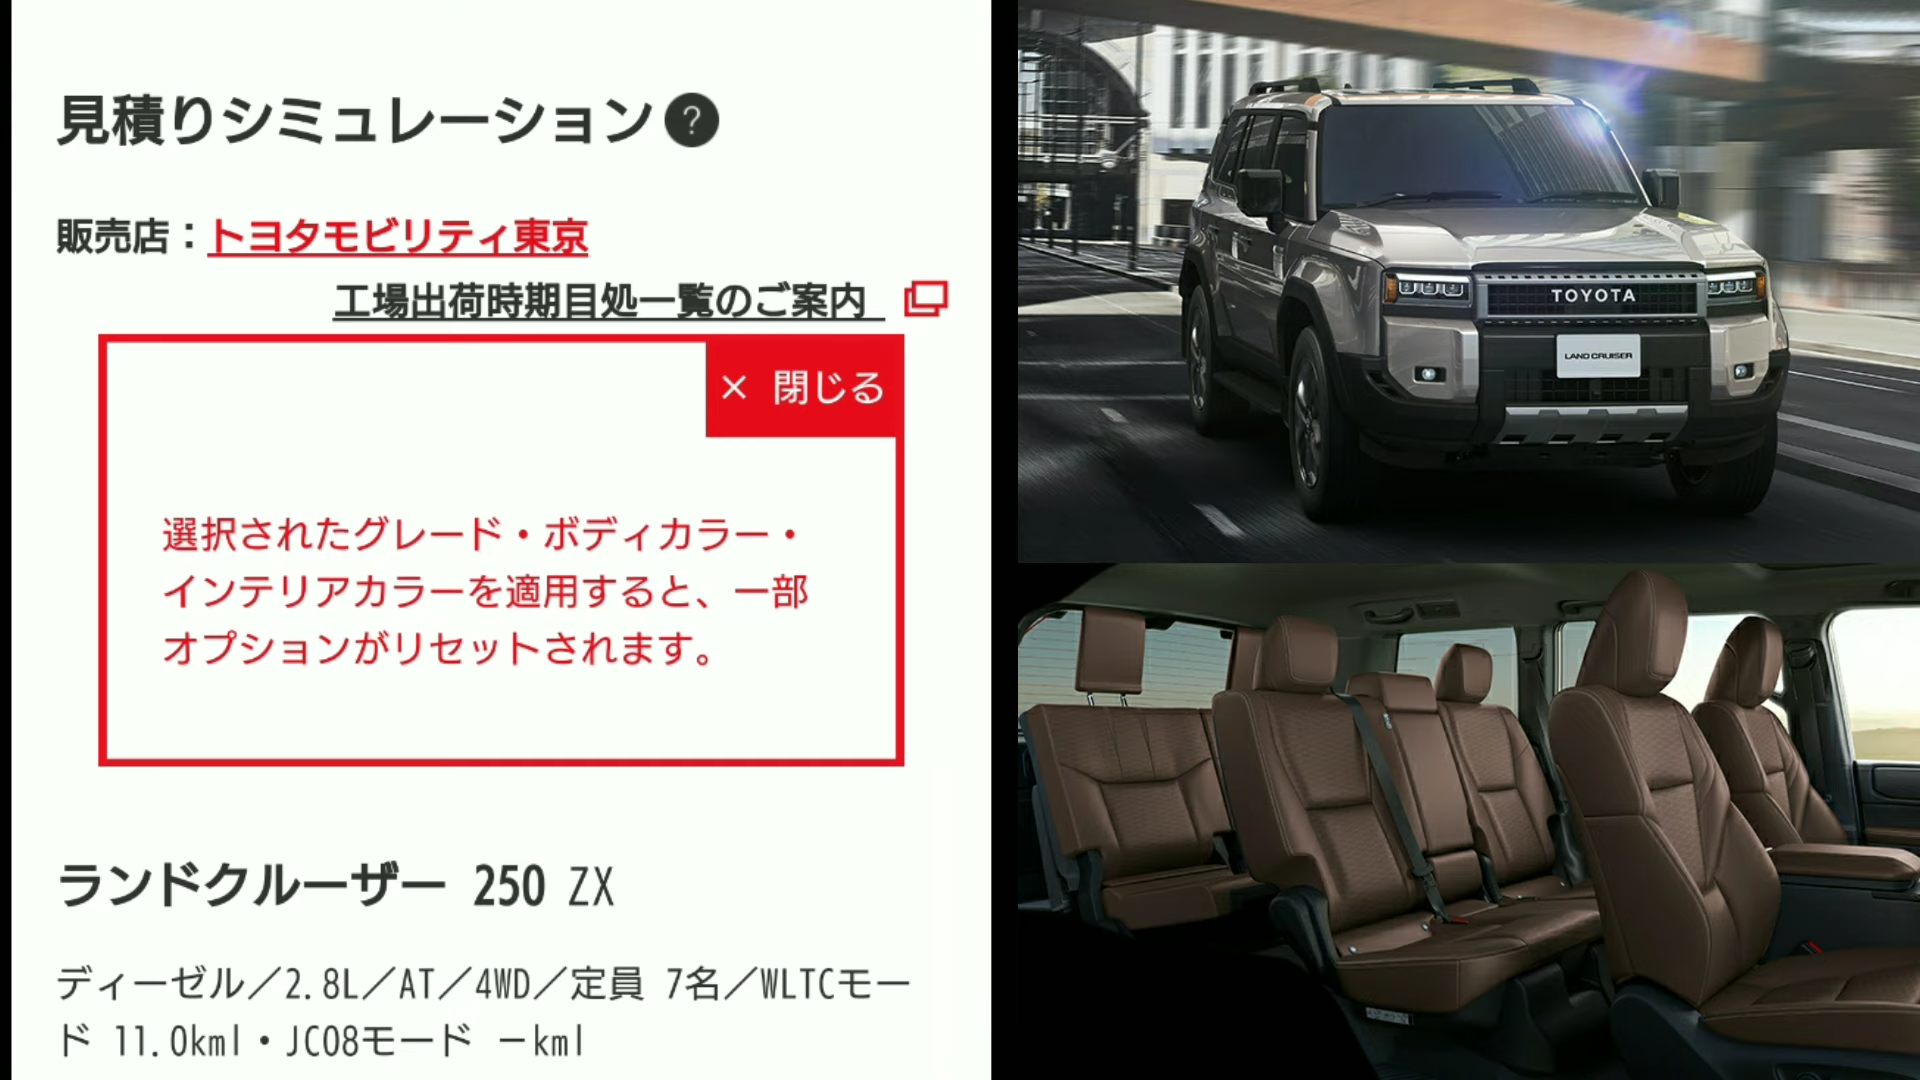 見積りシミュレーション?
販売店：トヨタモビリティ東京
工場出荷時期目処一覧のご案内
× 閉じる
選択されたグレード・ボディカラー・
インテリアカラーを適用すると、一部
オプションがリセットされます。
ランドクルーザー 250 ZX
ディーゼル／2.8L／AT／4WD／定員 7名／WLTCモー
ド 11.0kml・JC08モード －kml
TOYOTA
LAND CRUISER